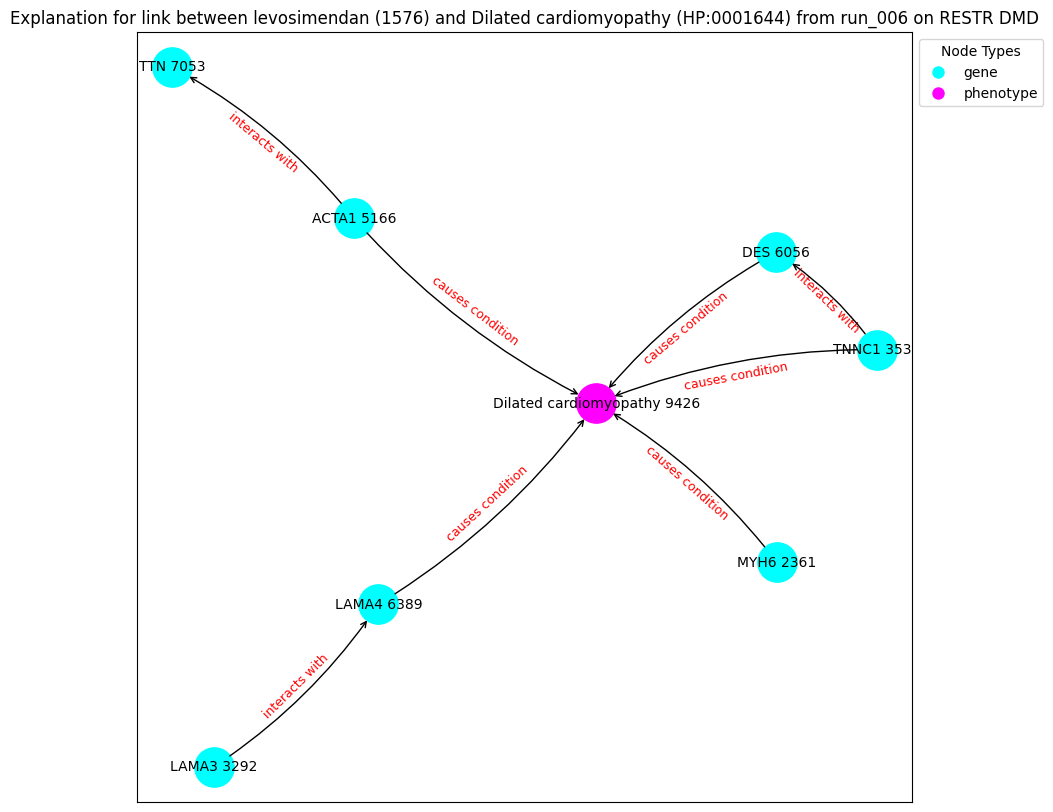 Explanation for link between levosimendan (1576) and Dilated cardiomyopathy (HP:0001644) from run_006 on RESTR DMD
Node Types
gene
phenotype
TTN 7053
interacts with
ACTA1 5166
causes condition
DES 6056
interacts with
causes condition
TNNC1 353
causes condition
Dilated cardiomyopathy 9426
causes condition
causes condition
MYH6 2361
LAMA4 6389
interacts with
LAMA3 3292